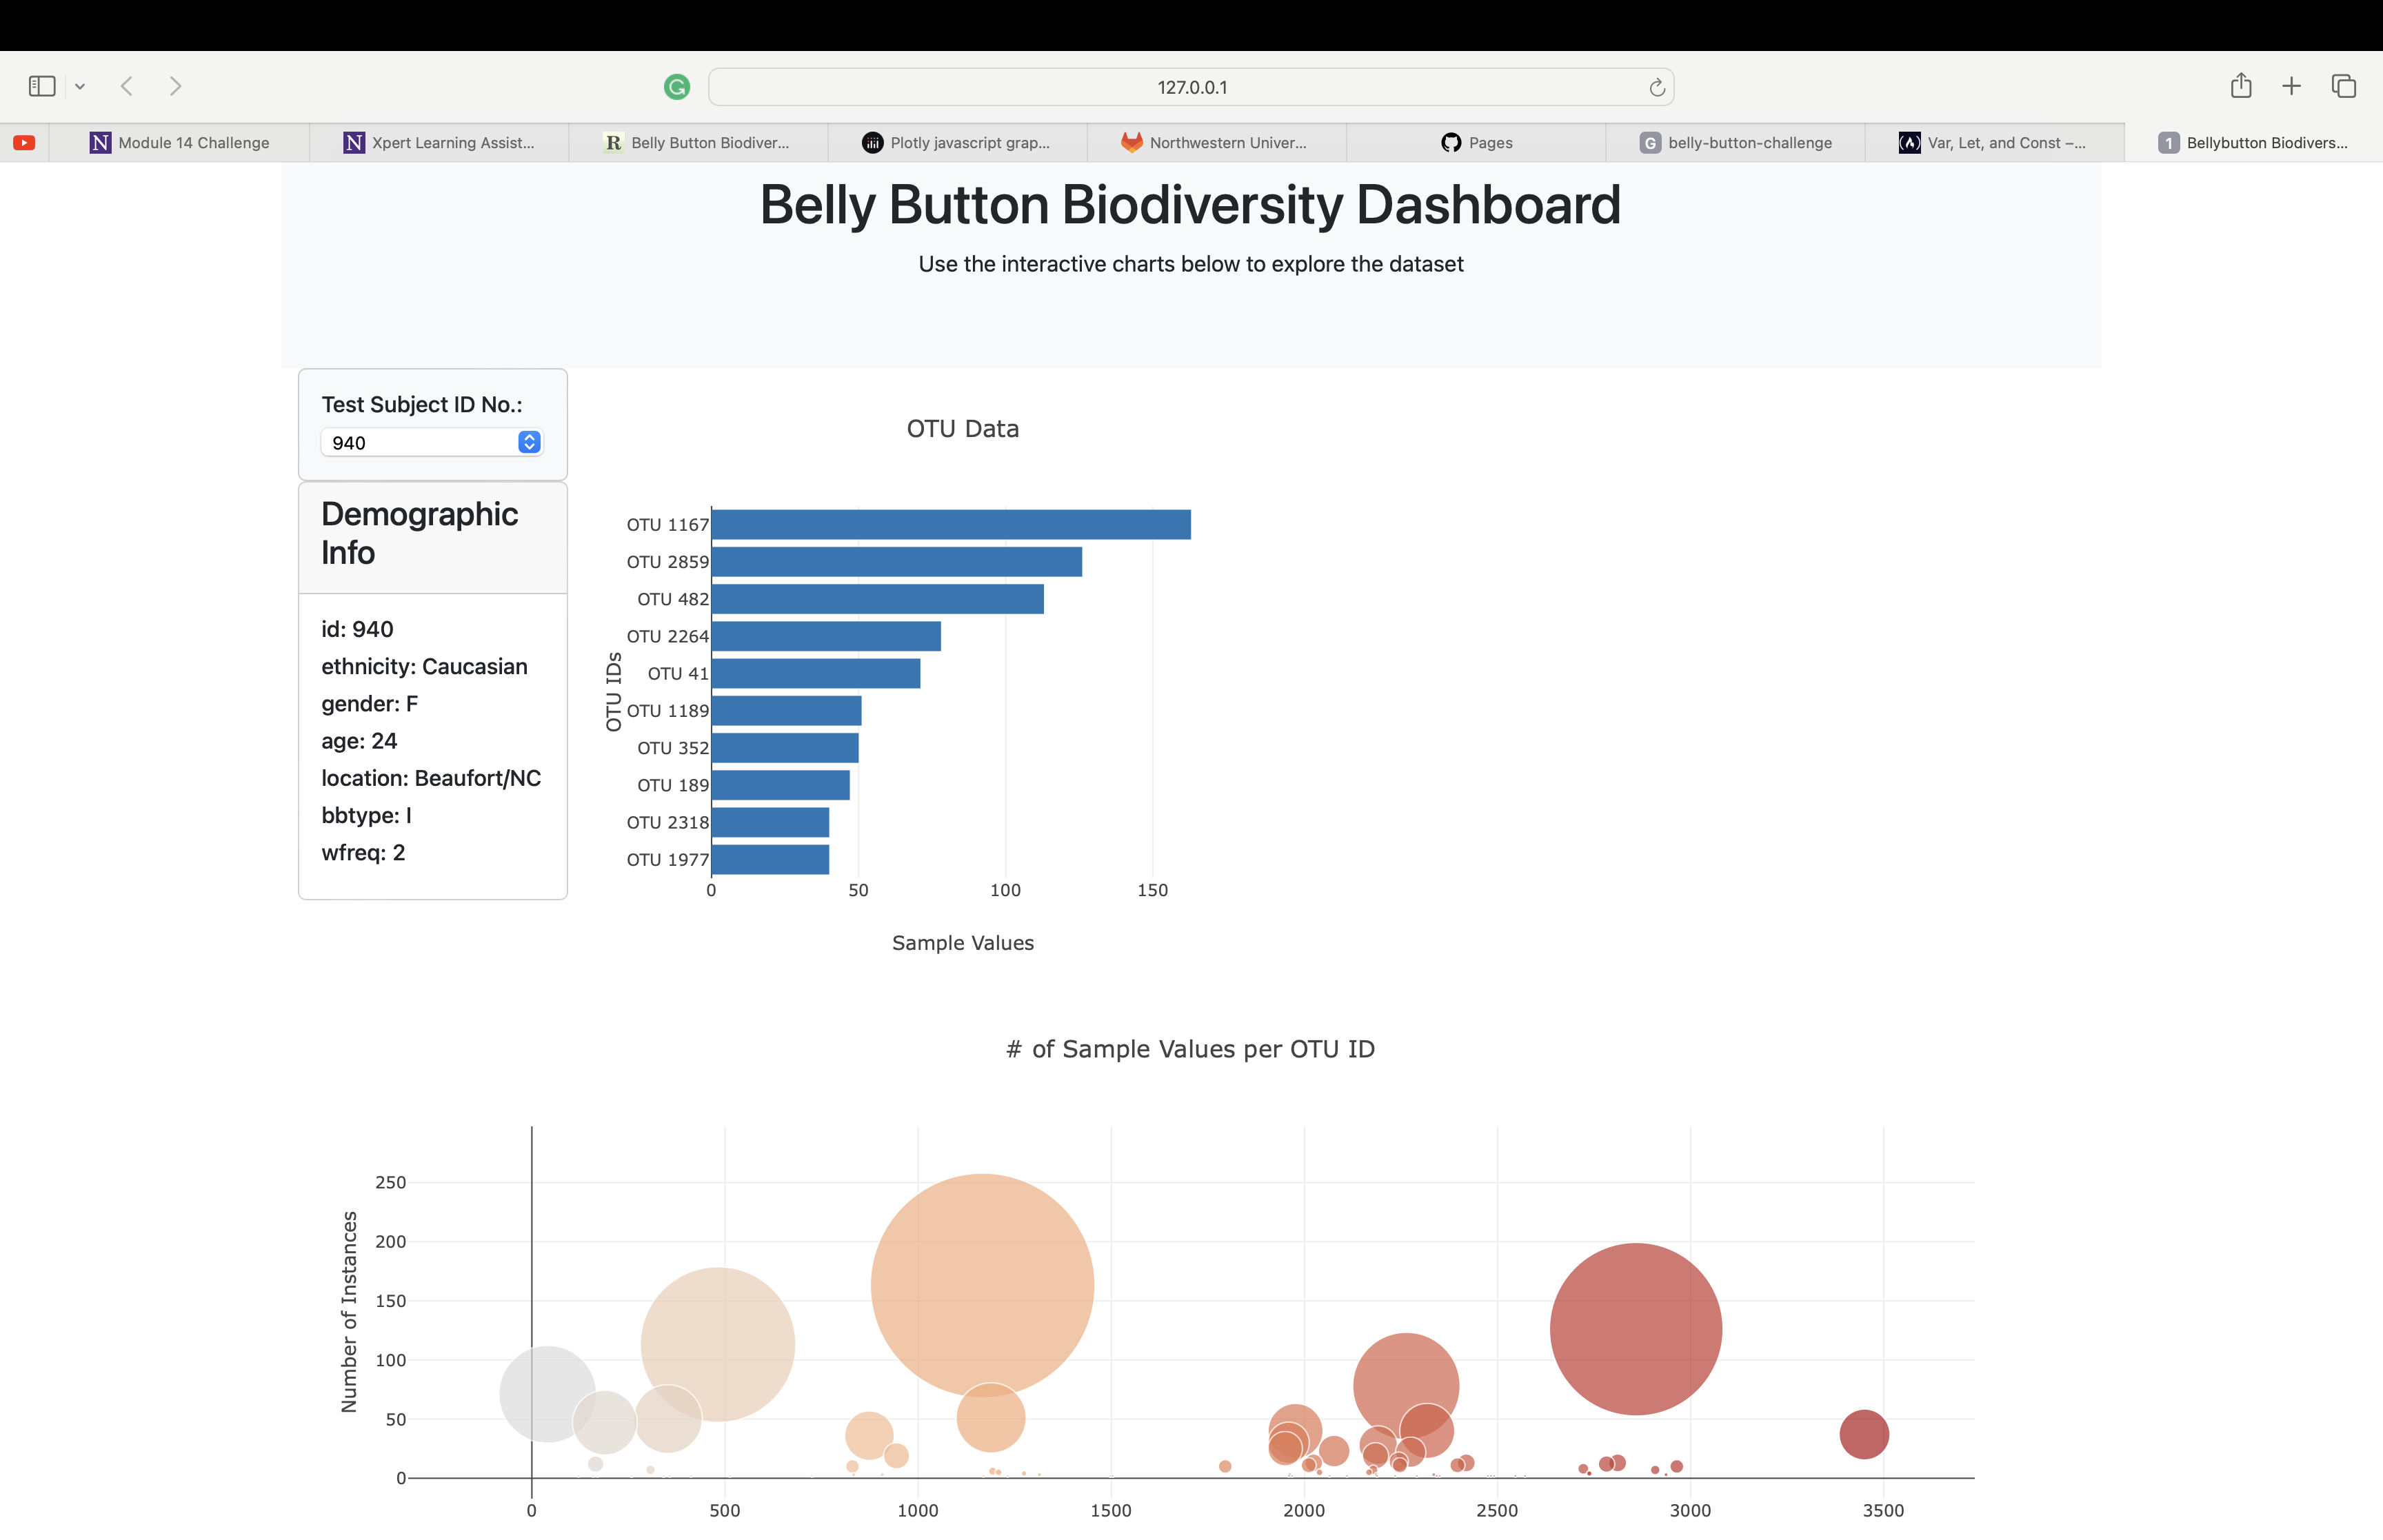 127.0.0.1
Module 14 Challenge
Xpert Learning Assist...
Belly Button Biodiver...
Plotly javascript grap...
Northwestern Univer...
Pages
belly-button-challenge
Var, Let, and Const –...
Bellybutton Biodivers...
Belly Button Biodiversity Dashboard
Use the interactive charts below to explore the dataset
Test Subject ID No.:
940
Demographic
Info
id: 940
ethnicity: Caucasian
gender: F
age: 24
location: Beaufort/NC
bbtype: I
wfreq: 2
OTU Data
OTU IDs
OTU 1167
OTU 2859
OTU 482
OTU 2264
OTU 41
OTU 1189
OTU 352
OTU 189
OTU 2318
OTU 1977
0 50 100 150
Sample Values
# of Sample Values per OTU ID
Number of Instances
250
200
150
100
50
0
0 500 1000 1500 2000 2500 3000 3500